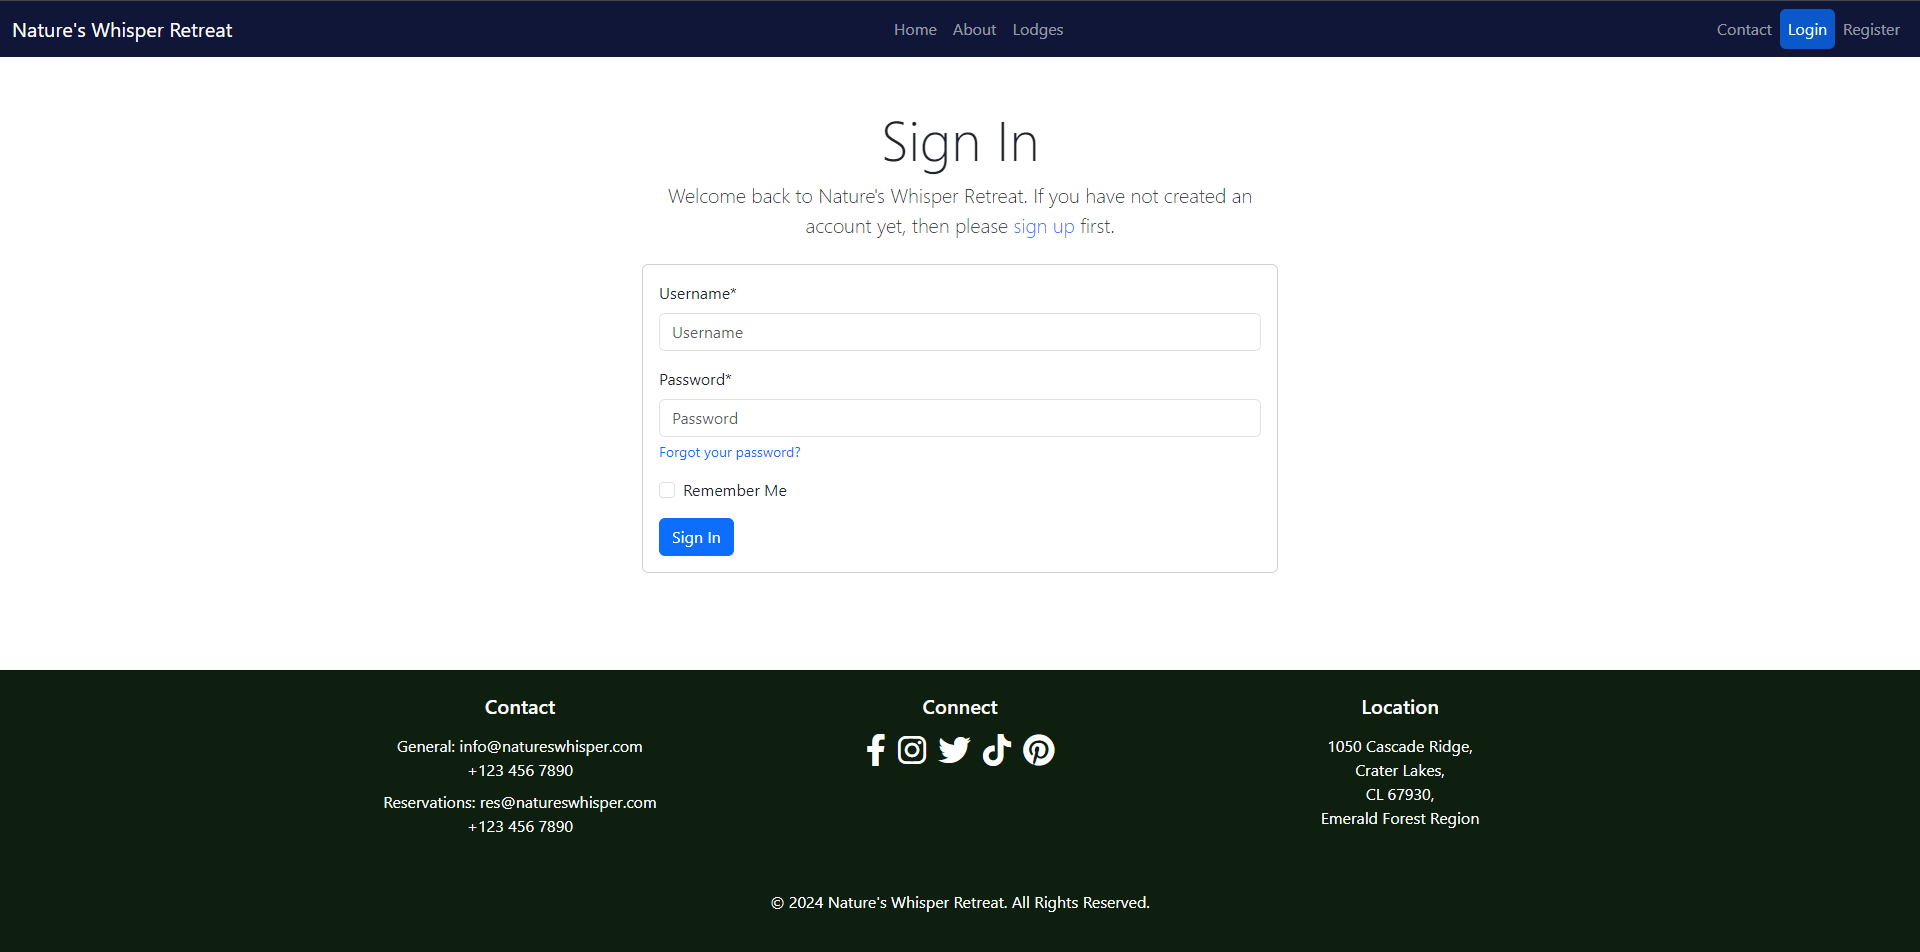 Nature's Whisper Retreat
Home About Lodges
Contact Login Register
Sign In
Welcome back to Nature's Whisper Retreat. If you have not created an
account yet, then please sign up first.
Username*
Username
Password*
Password
Forgot your password?
Remember Me
Sign In
Contact
General: info@natureswhisper.com
+123 456 7890
Reservations: res@natureswhisper.com
+123 456 7890
Connect
Location
1050 Cascade Ridge,
Crater Lakes,
CL 67930,
Emerald Forest Region
© 2024 Nature's Whisper Retreat. All Rights Reserved.